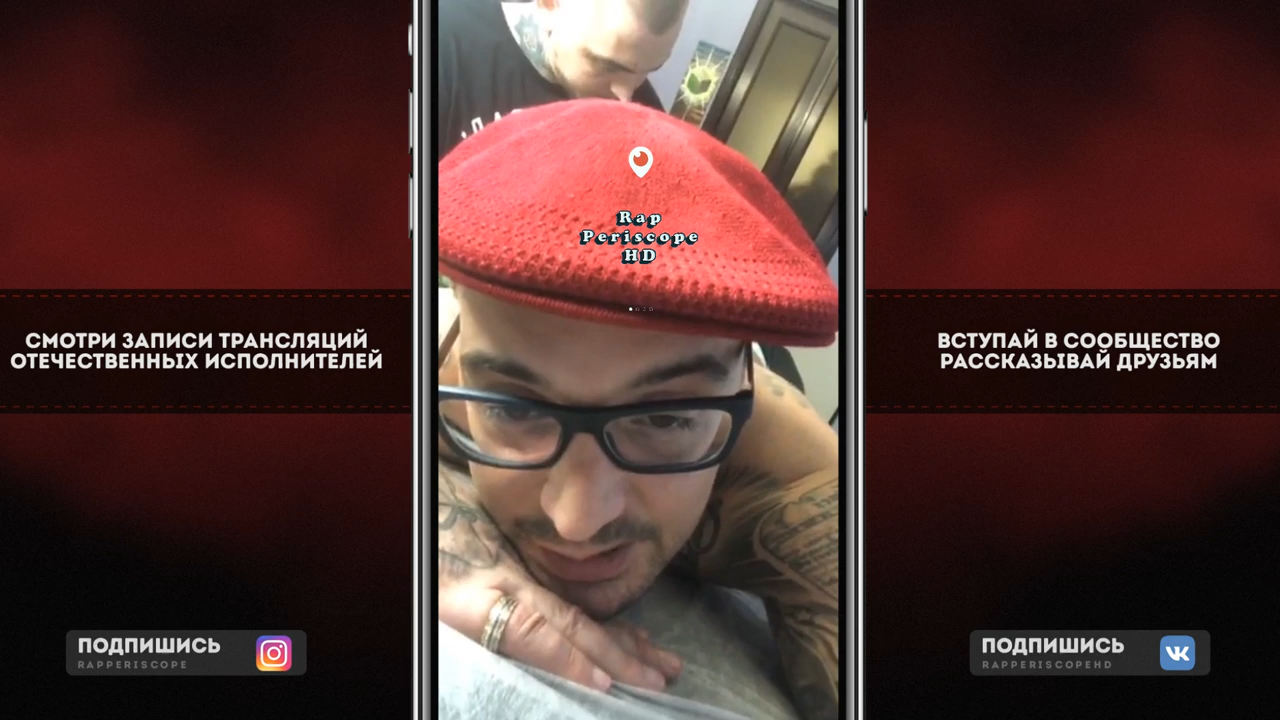 Rap
Periscope
HD
СМОТРИ ЗАПИСИ ТРАНСЛЯЦИЙ
ОТЕЧЕСТВЕННЫХ ИСПОЛНИТЕЛЕЙ
ВСТУПАЙ В СООБЩЕСТВО
РАССКАЗЫВАЙ ДРУЗЬЯМ
ПОДПИШИСЬ
RAPPERISCOPE
ПОДПИШИСЬ
RAPPERISCOPEHD